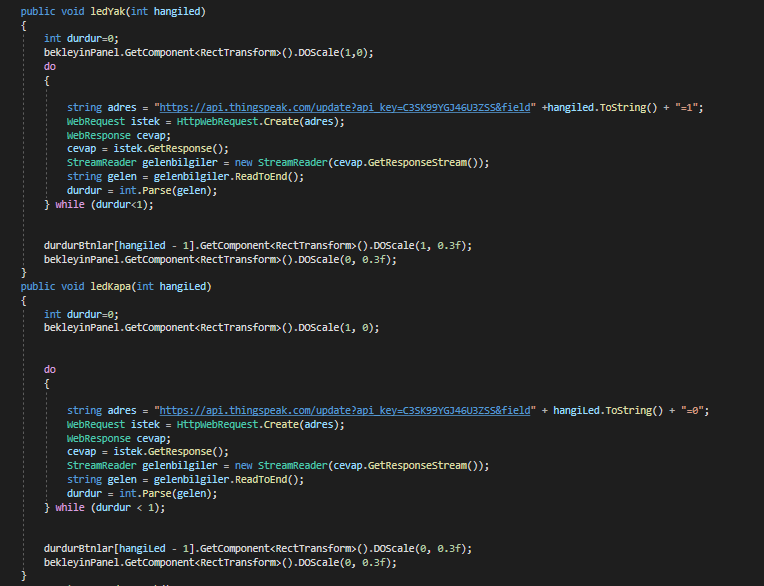 public void ledYak(int hangiled)
{
int durdur=0;
bekleyinPanel.GetComponent<RectTransform>().DOScale(1,0);
do
{
string adres = "https://api.thingspeak.com/update?api_key=C3SK99YGJ46U3ZSS&field" +hangiled.ToString() + "=1";
WebRequest istek = HttpWebRequest.Create(adres);
WebResponse cevap;
cevap = istek.GetResponse();
StreamReader gelenbilgiler = new StreamReader(cevap.GetResponseStream());
string gelen = gelenbilgiler.ReadToEnd();
durdur = int.Parse(gelen);
} while (durdur<1);
durdurBtnlar[hangiled - 1].GetComponent<RectTransform>().DOScale(1, 0.3f);
bekleyinPanel.GetComponent<RectTransform>().DOScale(0, 0.3f);
}
public void ledKapa(int hangiLed)
{
int durdur=0;
bekleyinPanel.GetComponent<RectTransform>().DOScale(1, 0);
do
{
string adres = "https://api.thingspeak.com/update?api_key=C3SK99YGJ46U3ZSS&field" + hangiLed.ToString() + "=0";
WebRequest istek = HttpWebRequest.Create(adres);
WebResponse cevap;
cevap = istek.GetResponse();
StreamReader gelenbilgiler = new StreamReader(cevap.GetResponseStream());
string gelen = gelenbilgiler.ReadToEnd();
durdur = int.Parse(gelen);
} while (durdur < 1);
durdurBtnlar[hangiLed - 1].GetComponent<RectTransform>().DOScale(0, 0.3f);
bekleyinPanel.GetComponent<RectTransform>().DOScale(0, 0.3f);
}